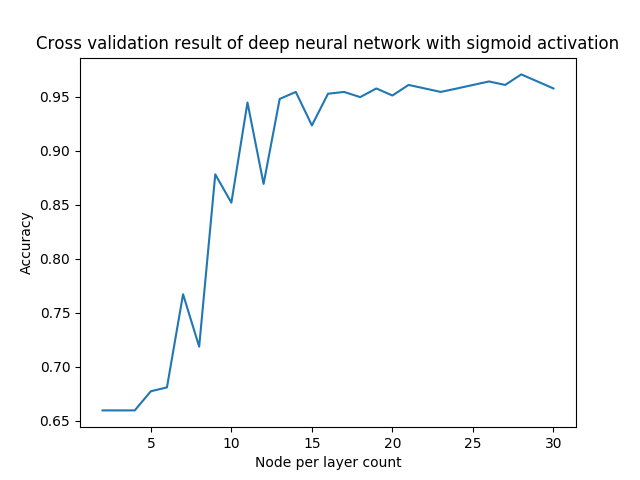 Cross validation result of deep neural network with sigmoid activation
0.95
0.90
0.85
0.80
0.75
0.70
0.65
Accuracy
5 10 15 20 25 30
Node per layer count